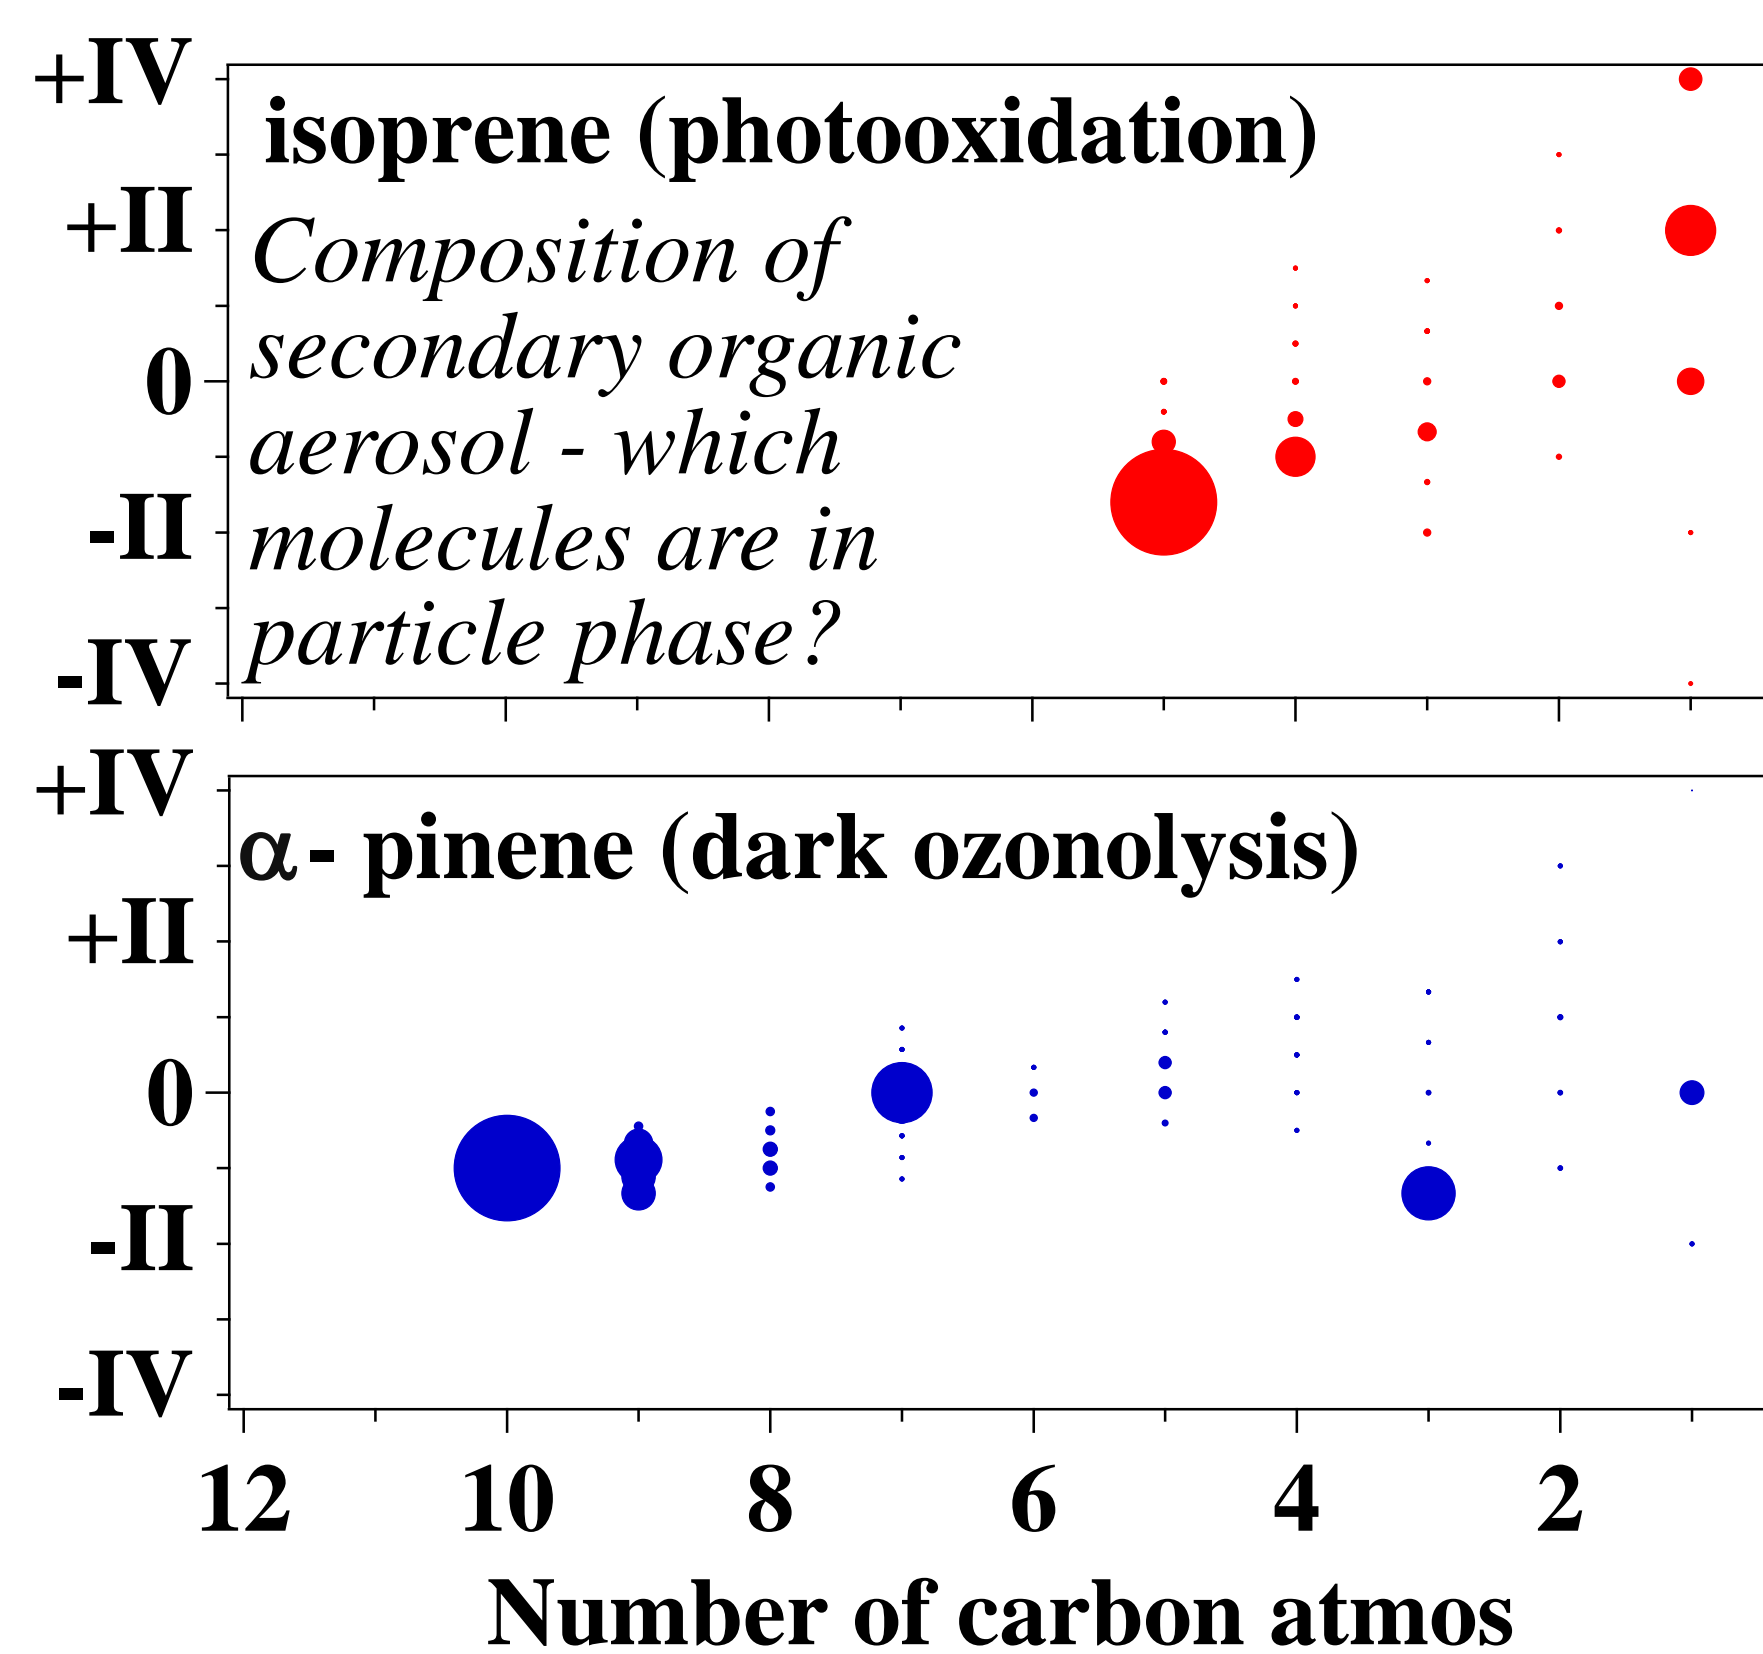 +IV
isoprene (photooxidation)
+II
Composition of
secondary organic
0
aerosol - which
-II
molecules are in
particle phase?
-IV
+IV
α- pinene (dark ozonolysis)
+II
0
-II
-IV
12 10 8 6 4 2
Number of carbon atmos